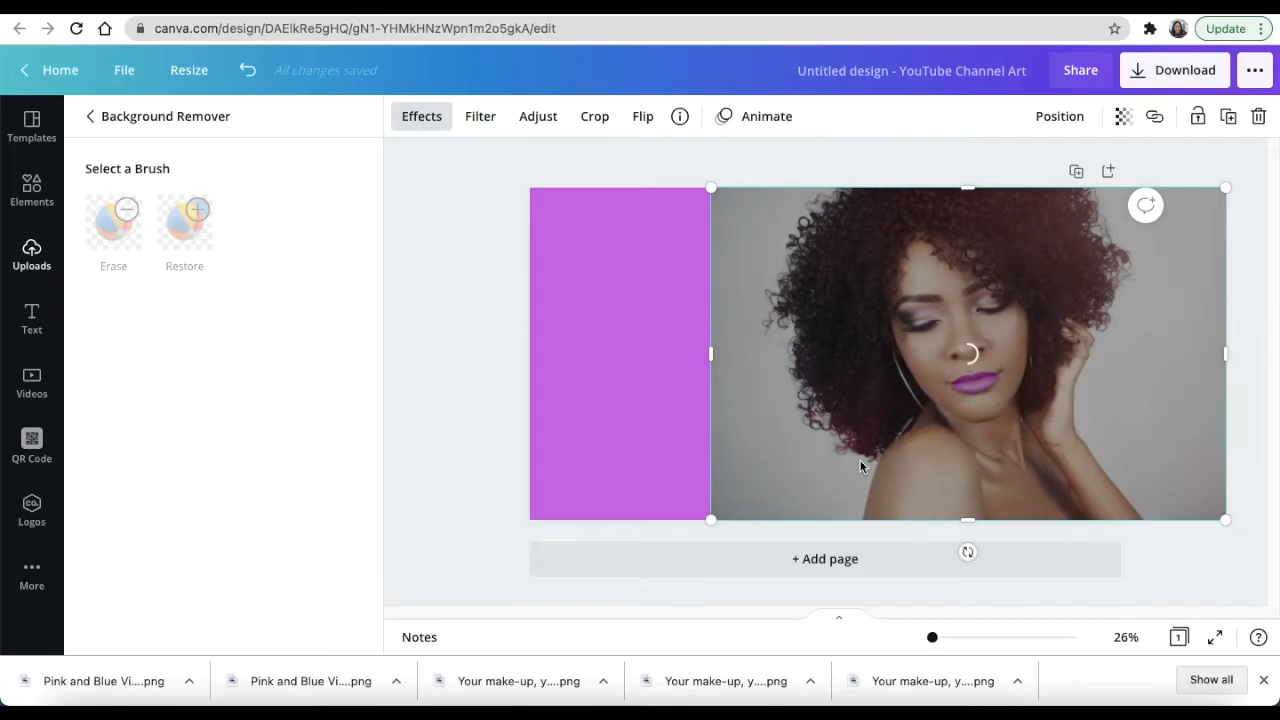 canva.com/design/DAElkRe5gHQ/gN1-YHMkHNzWpn1m2o5gkA/edit
Update
Home File Resize All changes saved Untitled design - YouTube Channel Art Share Download
Templates
Elements
Uploads
Text
Videos
QR Code
CO.
Logos
More
Background Remover
Select a Brush
Erase Restore
Effects Filter Adjust Crop Flip Animate Position
+ Add page
Notes 26% 1
Pink and Blue Vi....png Pink and Blue Vi....png Your make-up, y....png Your make-up, y....png Your make-up, y....png Show all